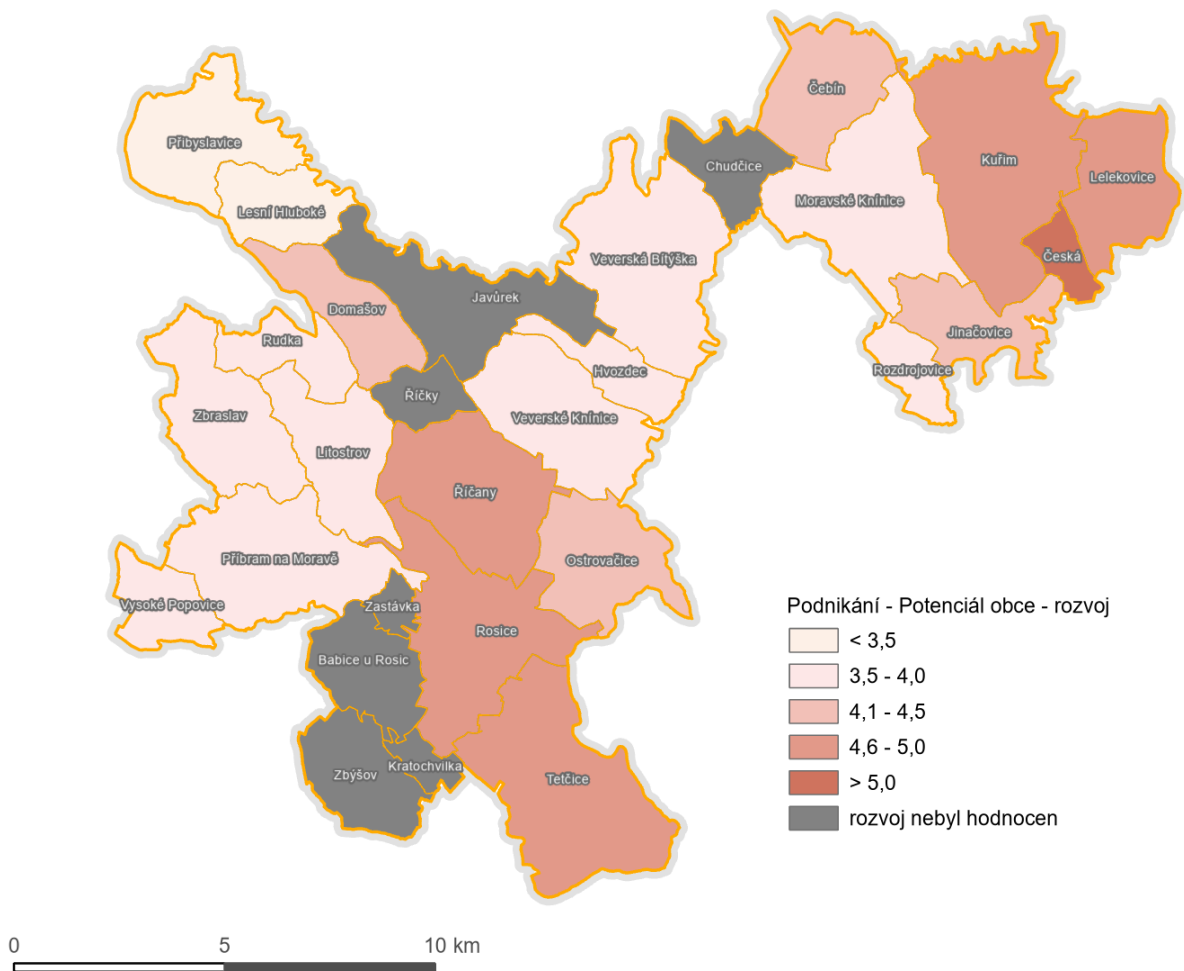 Čebín
Přibyslavice
Kuřim
Chudčice
Lelekovice
Moravské Knínice
Lesní Hluboké
Česká
Veverská Bítýška
Javůrek
Domašov
Jinačovice
Rudka
Hvozdec
Rozdrojovice
Říčky
Zbraslav
Veverské Knínice
Litostrov
Říčany
Příbram na Moravě
Ostrovačice
Vysoké Popovice
Zastávka
Rosice
Babice u Rosic
Kratochvilka
Zbýšov
Tetčice
Podnikání - Potenciál obce - rozvoj
< 3,5
3,5 - 4,0
4,1 - 4,5
4,6 - 5,0
> 5,0
rozvoj nebyl hodnocen
0 5 10 km